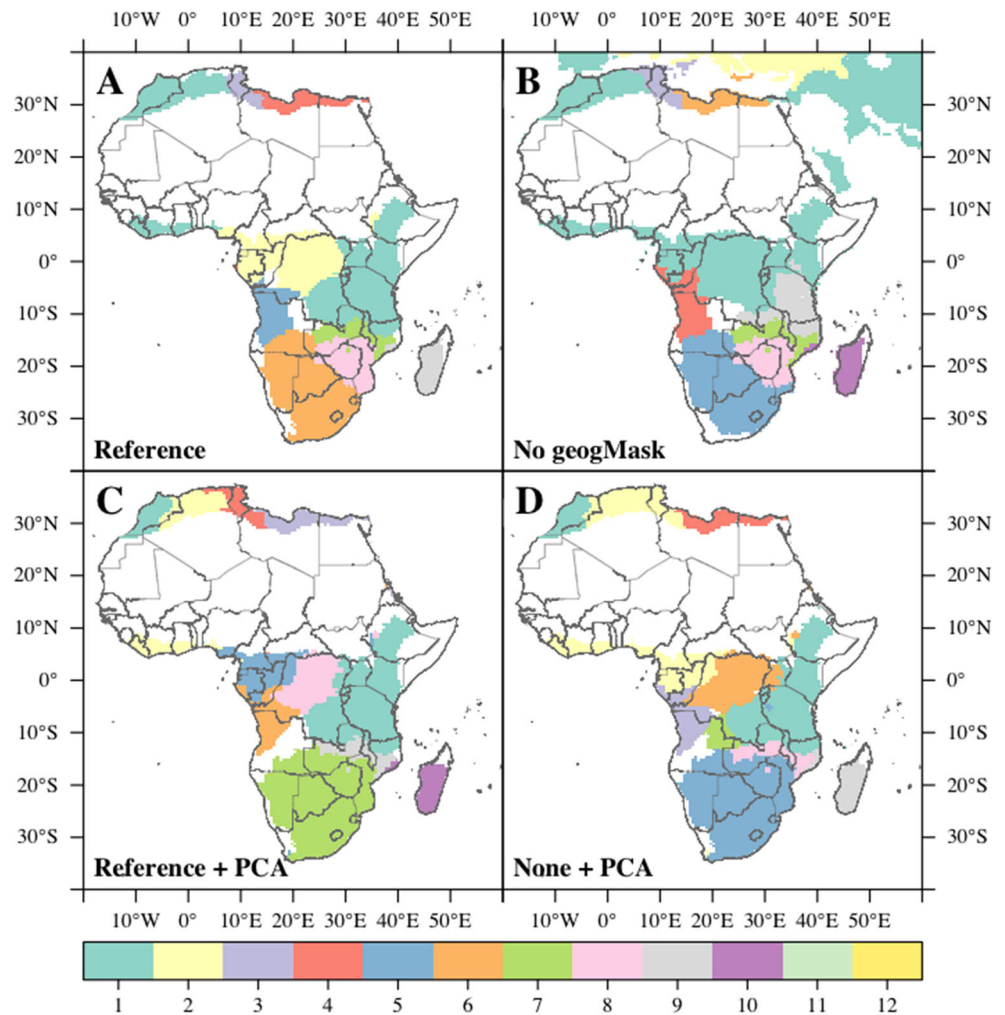 10°W 0° 10°E 20°E 30°E 40°E 50°E 10°W 0° 10°E 20°E 30°E 40°E 50°E
A B
30°N 30°N
20°N 20°N
10°N 10°N
0° 0°
10°S 10°S
20°S 20°S
30°S 30°S
Reference No geogMask
C D
30°N 30°N
20°N 20°N
10°N 10°N
0° 0°
10°S 10°S
20°S 20°S
30°S 30°S
Reference + PCA None + PCA
10°W 0° 10°E 20°E 30°E 40°E 50°E 10°W 0° 10°E 20°E 30°E 40°E 50°E
1 2 3 4 5 6 7 8 9 10 11 12